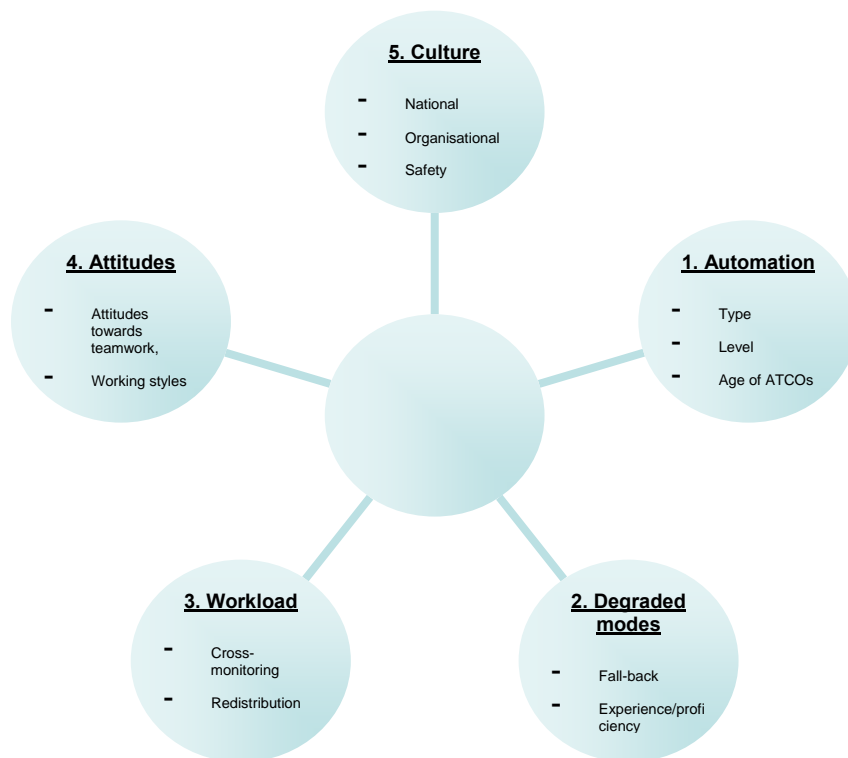 5. Culture
- National
- Organisational
- Safety
4. Attitudes
- Attitudes
towards
teamwork,
- Working styles
1. Automation
- Type
- Level
- Age of ATCOs
3. Workload
- Cross-
monitoring
- Redistribution
2. Degraded
modes
- Fall-back
- Experience/profi
ciency